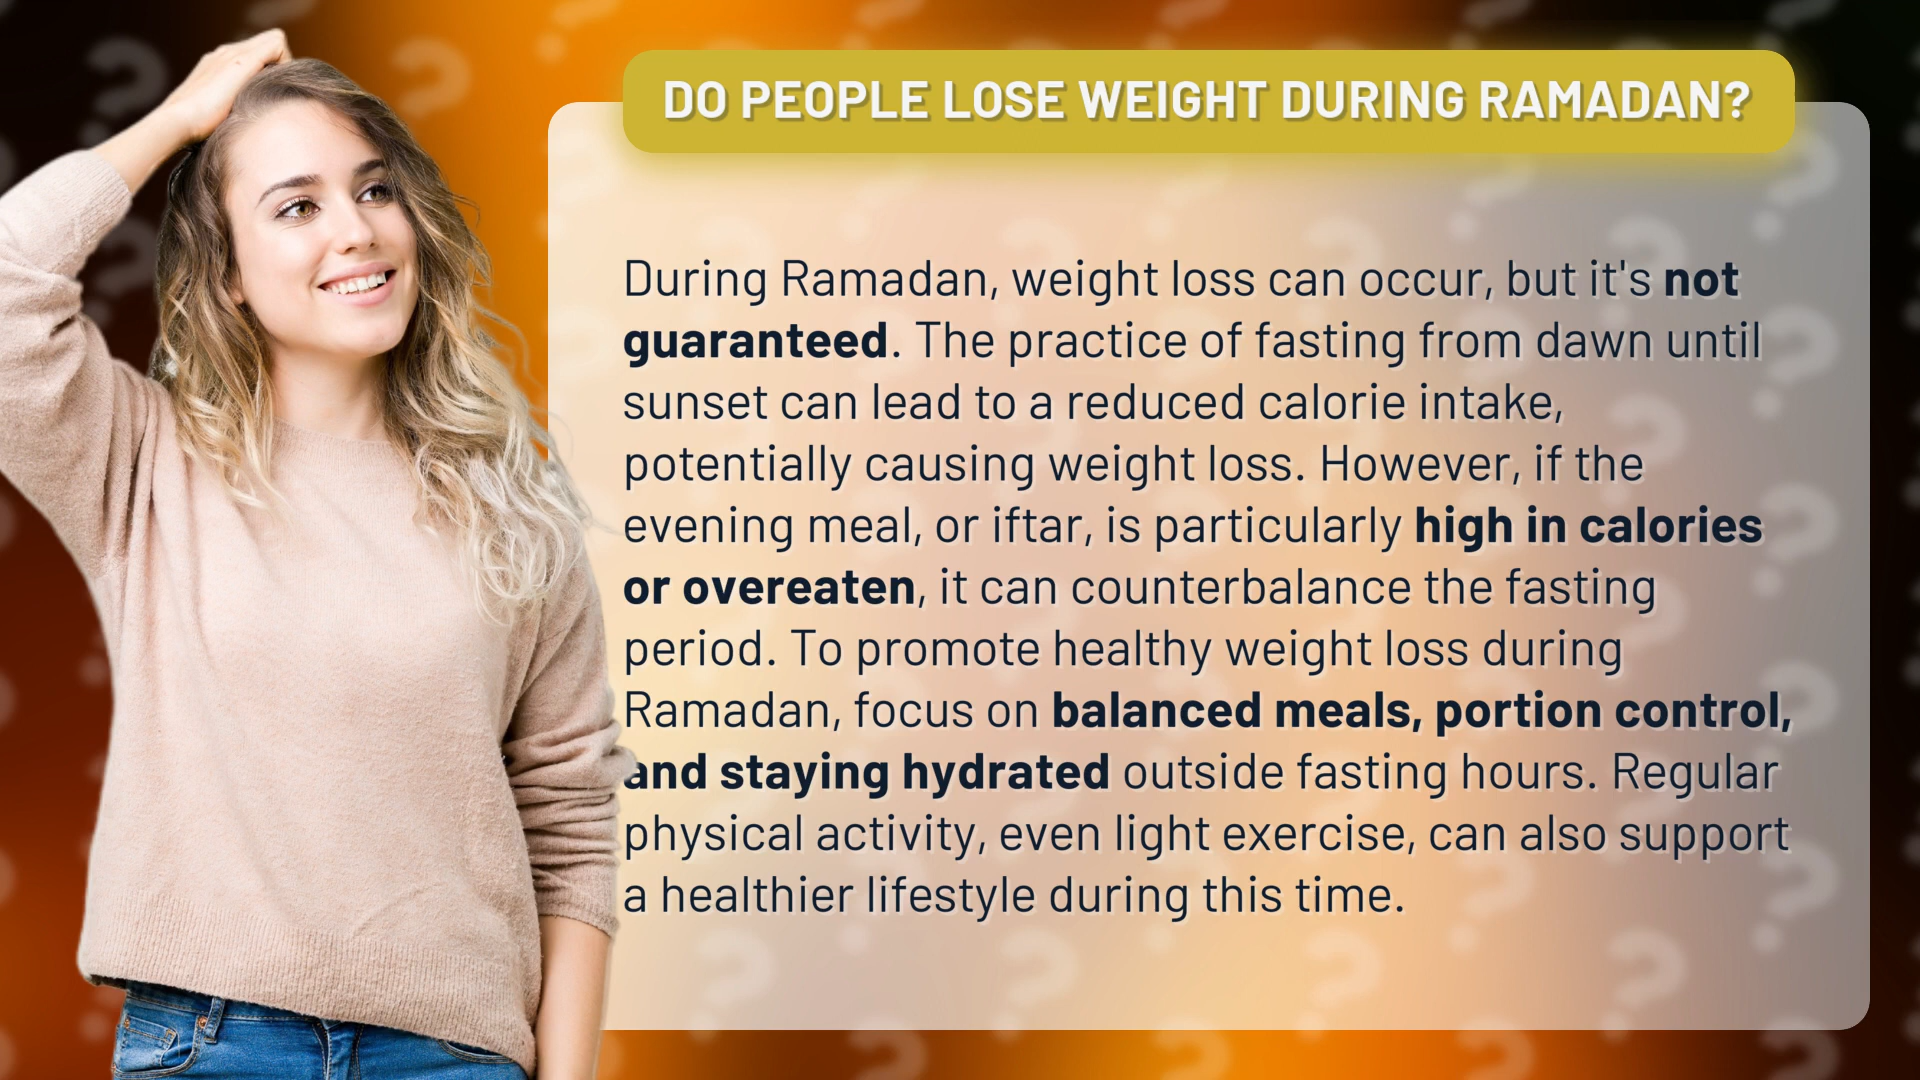 DO PEOPLE LOSE WEIGHT DURING RAMADAN?
During Ramadan, weight loss can occur, but it's not
guaranteed. The practice of fasting from dawn until
sunset can lead to a reduced calorie intake,
potentially causing weight loss. However, if the
evening meal, or iftar, is particularly high in calories
or overeaten, it can counterbalance the fasting
period. To promote healthy weight loss during
Ramadan, focus on balanced meals, portion control,
and staying hydrated outside fasting hours. Regular
physical activity, even light exercise, can also support
a healthier lifestyle during this time.